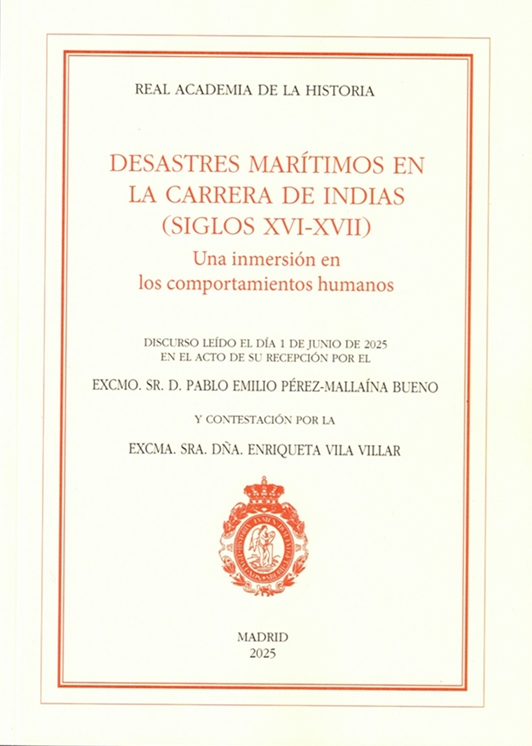 REAL ACADEMIA DE LA HISTORIA
DESASTRES MARÍTIMOS EN
LA CARRERA DE INDIAS
(SIGLOS XVI-XVII)
Una inmersión en
los comportamientos humanos
DISCURSO LEÍDO EL DÍA 1 DE JUNIO DE 2025
EN EL ACTO DE SU RECEPCIÓN POR EL
EXCMO. SR. D. PABLO EMILIO PÉREZ-MALLAÍNA BUENO
Y CONTESTACIÓN POR LA
EXCMA. SRA. DÑA. ENRIQUETA VILA VILLAR
MADRID
2025